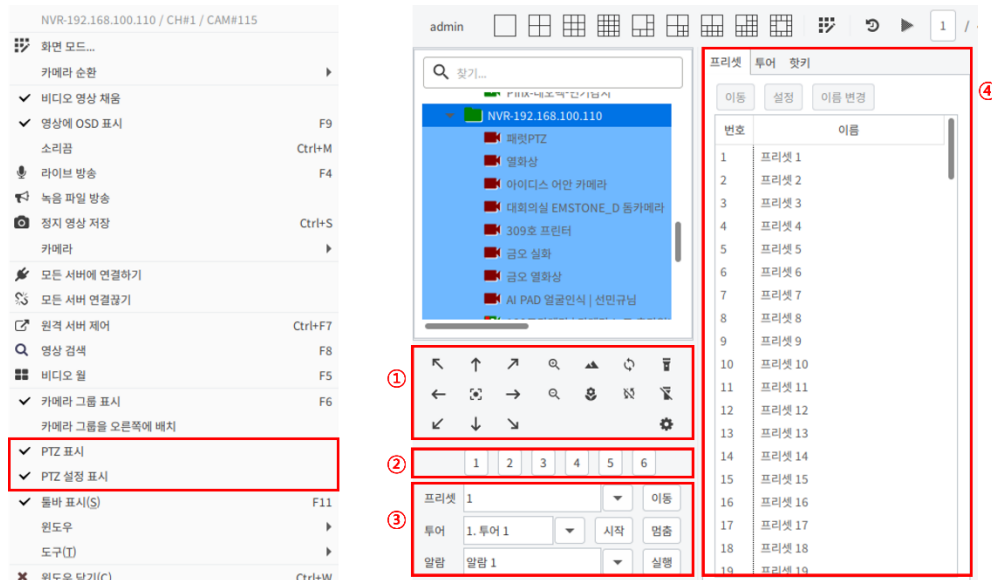 NVR-192.168.100.110 / CH#1 / CAM#115
화면 모드...
카메라 순환
비디오 영상 채움
영상에 OSD 표시 F9
소리끔 Ctrl+M
라이브 방송 F4
녹음 파일 방송
정지 영상 저장 Ctrl+S
카메라
모든 서버에 연결하기
모든 서버 연결끊기
원격 서버 제어 Ctrl+F7
영상 검색 F8
비디오 월 F5
카메라 그룹 표시 F6
카메라 그룹을 오른쪽에 배치
PTZ 표시
PTZ 설정 표시
툴바 표시(S) F11
윈도우
도구(T)
윈도우 닫기(C) Ctrl+W
admin
1 /
찾기...
NVR-192.168.100.110
패럿PTZ
열화상
아이디스 어안 카메라
대회의실 EMSTONE_D 돔카메라
309호 프린터
금오 실화
금오 열화상
AI PAD 얼굴인식 | 선민규님
①
②
1 2 3 4 5 6
③
프리셋 1 이동
투어 1. 투어 1 시작 멈춤
알람 알람 1 실행
④
프리셋 투어 핫키
이동 설정 이름 변경
번호 이름
1 프리셋 1
2 프리셋 2
3 프리셋 3
4 프리셋 4
5 프리셋 5
6 프리셋 6
7 프리셋 7
8 프리셋 8
9 프리셋 9
10 프리셋 10
11 프리셋 11
12 프리셋 12
13 프리셋 13
14 프리셋 14
15 프리셋 15
16 프리셋 16
17 프리셋 17
18 프리셋 18
19 프리셋 19